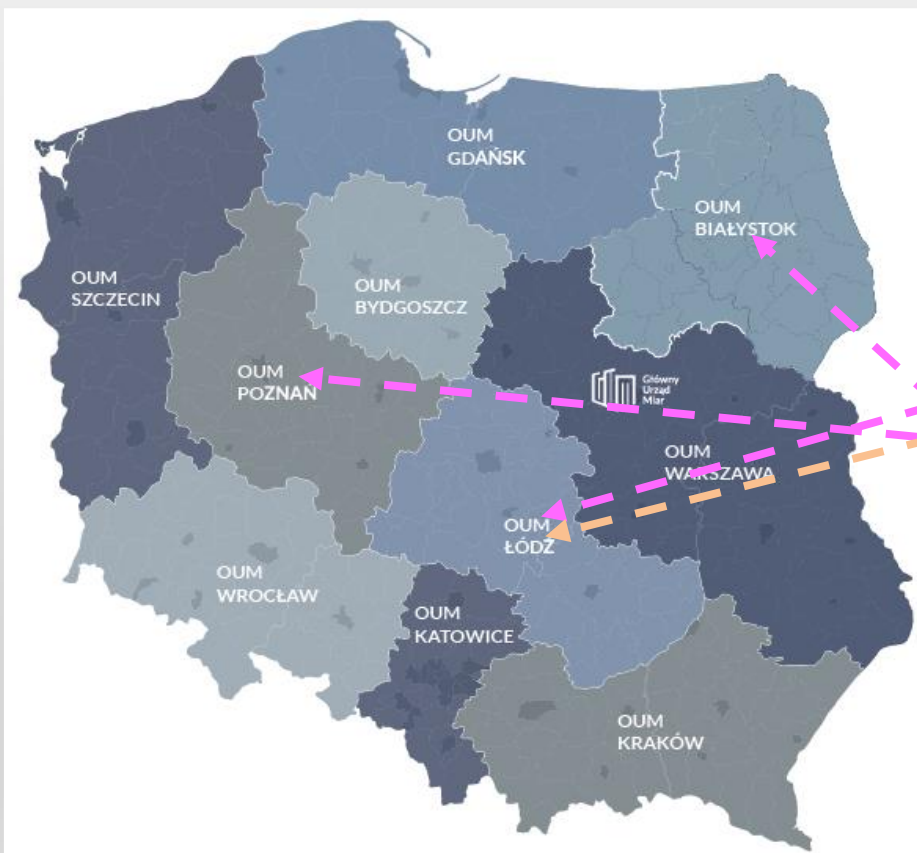 OUM
GDAŃSK
OUM
BIAŁYSTOK
OUM
SZCZECIN
OUM
BYDGOSZCZ
OUM
POZNAŃ
Główny
Urząd
Miar
OUM
WARSZAWA
OUM
ŁÓDŹ
OUM
WROCŁAW
OUM
KATOWICE
OUM
KRAKÓW